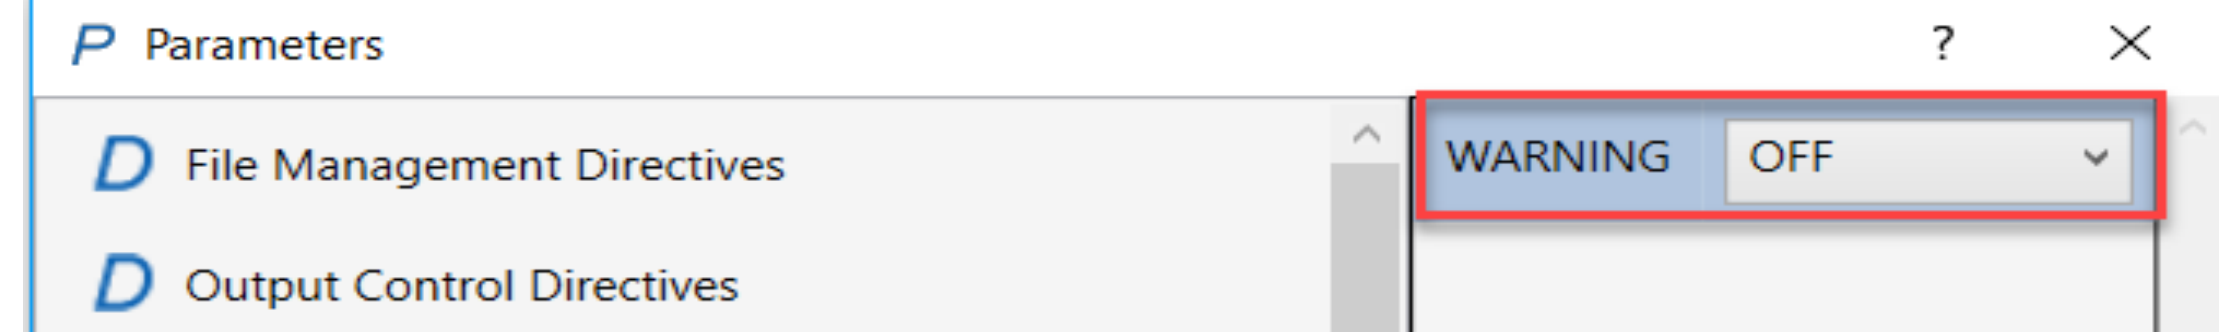 P Parameters ?
WARNING OFF
D File Management Directives
D Output Control Directives